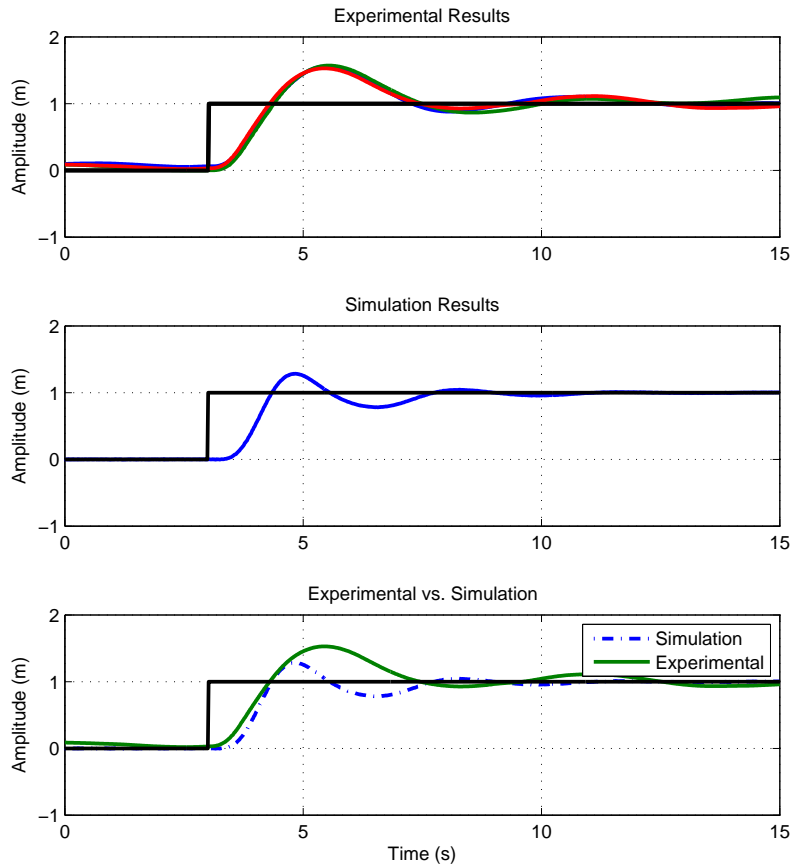 Experimental Results
2
1
0
−1
Amplitude (m)
0 5 10 15
Simulation Results
2
1
0
−1
Amplitude (m)
0 5 10 15
Experimental vs. Simulation
2
1
0
−1
Amplitude (m)
Simulation
Experimental
0 5 10 15
Time (s)